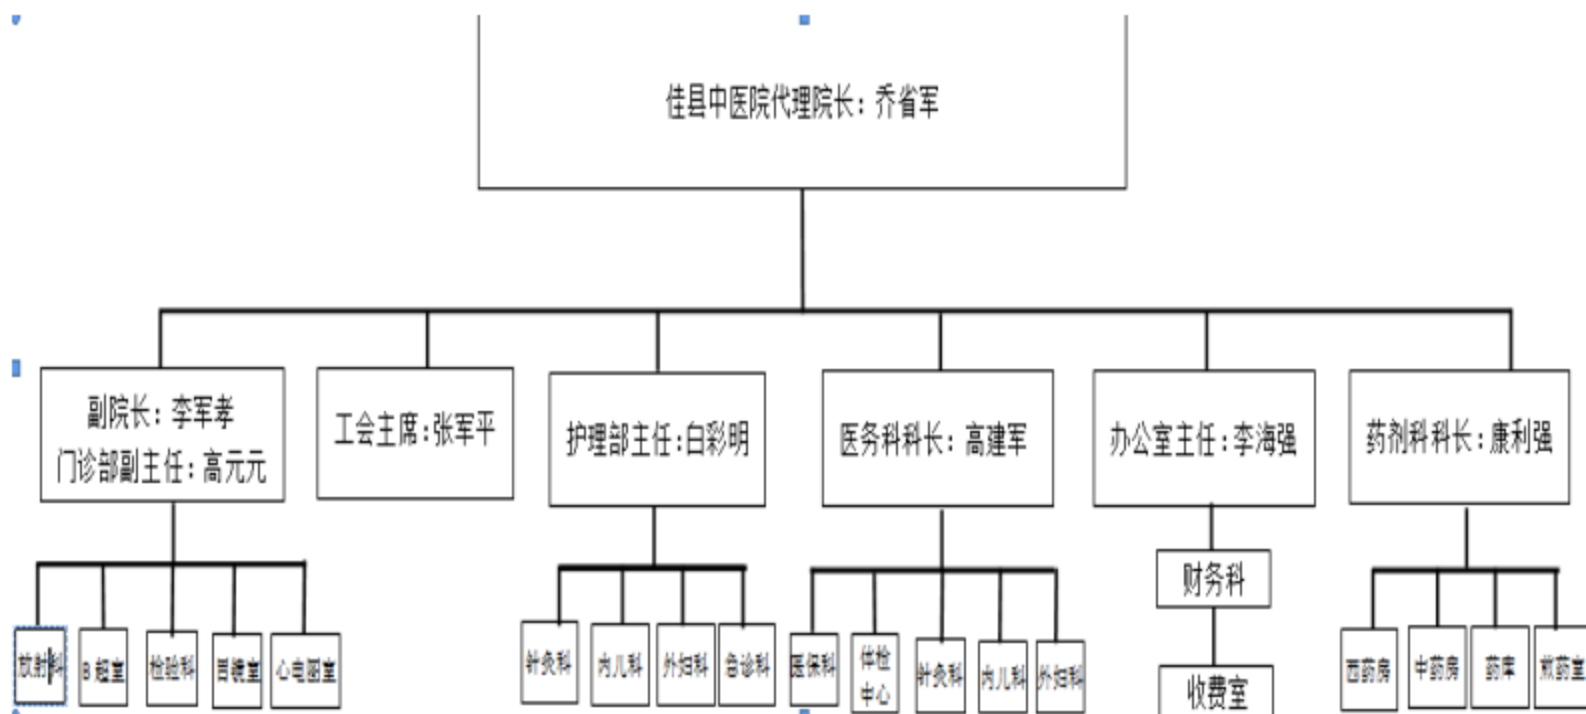 佳县中医院代理院长：乔省军
副院长：李军孝
门诊部副主任：高元元
工会主席:张军平
护理部主任:白彩明
医务科科长：高建军
办公室主任:李海强
药剂科科长:康利强
财务科
收费室
放射科
B超室
检验科
胃镜室
心电图室
针灸科
内儿科
外妇科
急诊科
医保科
体检
中心
针灸科
内儿科
外妇科
西药房
中药房
药库
煎药室